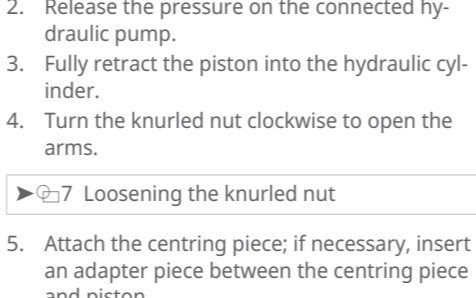 2. Release the pressure on the connected hy-
draulic pump.
3. Fully retract the piston into the hydraulic cyl-
inder.
4. Turn the knurled nut clockwise to open the
arms.
➤ 7 Loosening the knurled nut
5. Attach the centring piece; if necessary, insert
an adapter piece between the centring piece
and piston.